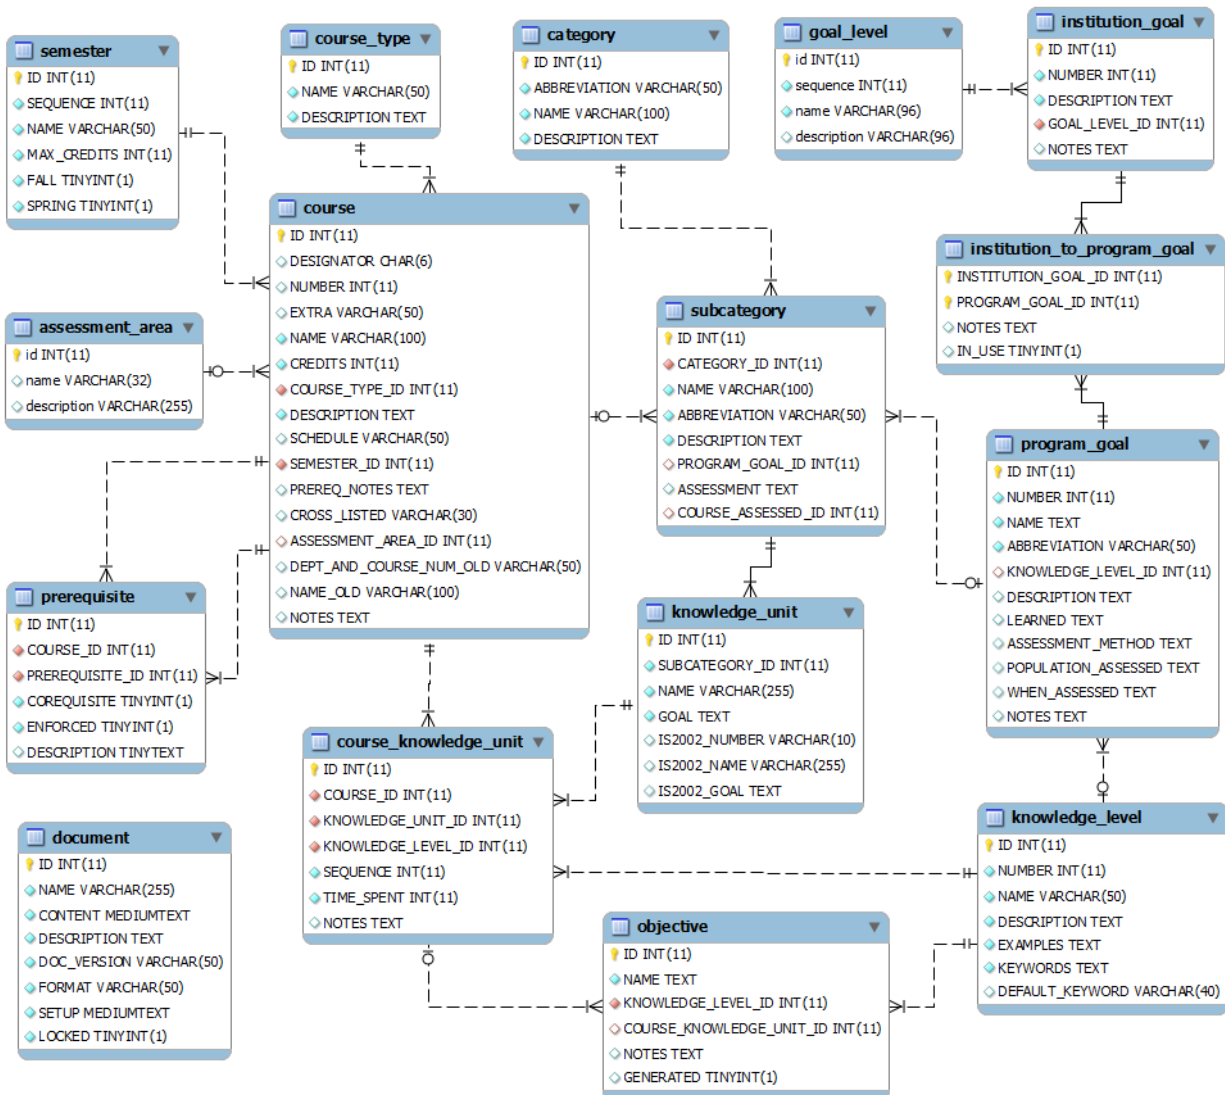 semester
ID INT(11)
SEQUENCE INT(11)
NAME VARCHAR(50)
MAX_CREDITS INT(11)
FALL TINYINT(1)
SPRING TINYINT(1)
course_type
ID INT(11)
NAME VARCHAR(50)
DESCRIPTION TEXT
category
ID INT(11)
ABBREVIATION VARCHAR(50)
NAME VARCHAR(100)
DESCRIPTION TEXT
goal_level
id INT(11)
sequence INT(11)
name VARCHAR(96)
description VARCHAR(96)
institution_goal
ID INT(11)
NUMBER INT(11)
DESCRIPTION TEXT
GOAL_LEVEL_ID INT(11)
NOTES TEXT
course
ID INT(11)
DESIGNATOR CHAR(6)
NUMBER INT(11)
EXTRA VARCHAR(50)
NAME VARCHAR(100)
CREDITS INT(11)
COURSE_TYPE_ID INT(11)
DESCRIPTION TEXT
SCHEDULE VARCHAR(50)
SEMESTER_ID INT(11)
PREREQ_NOTES TEXT
CROSS_LISTED VARCHAR(30)
ASSESSMENT_AREA_ID INT(11)
DEPT_AND_COURSE_NUM_OLD VARCHAR(50)
NAME_OLD VARCHAR(100)
NOTES TEXT
institution_to_program_goal
INSTITUTION_GOAL_ID INT(11)
PROGRAM_GOAL_ID INT(11)
NOTES TEXT
IN_USE TINYINT(1)
assessment_area
id INT(11)
name VARCHAR(32)
description VARCHAR(255)
subcategory
ID INT(11)
CATEGORY_ID INT(11)
NAME VARCHAR(100)
ABBREVIATION VARCHAR(50)
DESCRIPTION TEXT
PROGRAM_GOAL_ID INT(11)
ASSESSMENT TEXT
COURSE_ASSESSED_ID INT(11)
program_goal
ID INT(11)
NUMBER INT(11)
NAME TEXT
ABBREVIATION VARCHAR(50)
KNOWLEDGE_LEVEL_ID INT(11)
DESCRIPTION TEXT
LEARNED TEXT
ASSESSMENT_METHOD TEXT
POPULATION_ASSESSED TEXT
WHEN_ASSESSED TEXT
NOTES TEXT
prerequisite
ID INT(11)
COURSE_ID INT(11)
PREREQUISITE_ID INT(11)
COREQUISITE TINYINT(1)
ENFORCED TINYINT(1)
DESCRIPTION TINYTEXT
knowledge_unit
ID INT(11)
SUBCATEGORY_ID INT(11)
NAME VARCHAR(255)
GOAL TEXT
IS2002_NUMBER VARCHAR(10)
IS2002_NAME VARCHAR(255)
IS2002_GOAL TEXT
course_knowledge_unit
ID INT(11)
COURSE_ID INT(11)
KNOWLEDGE_UNIT_ID INT(11)
KNOWLEDGE_LEVEL_ID INT(11)
SEQUENCE INT(11)
TIME_SPENT INT(11)
NOTES TEXT
knowledge_level
ID INT(11)
NUMBER INT(11)
NAME VARCHAR(50)
DESCRIPTION TEXT
EXAMPLES TEXT
KEYWORDS TEXT
DEFAULT_KEYWORD VARCHAR(40)
document
ID INT(11)
NAME VARCHAR(255)
CONTENT MEDIUMTEXT
DESCRIPTION TEXT
DOC_VERSION VARCHAR(50)
FORMAT VARCHAR(50)
SETUP MEDIUMTEXT
LOCKED TINYINT(1)
objective
ID INT(11)
NAME TEXT
KNOWLEDGE_LEVEL_ID INT(11)
COURSE_KNOWLEDGE_UNIT_ID INT(11)
NOTES TEXT
GENERATED TINYINT(1)